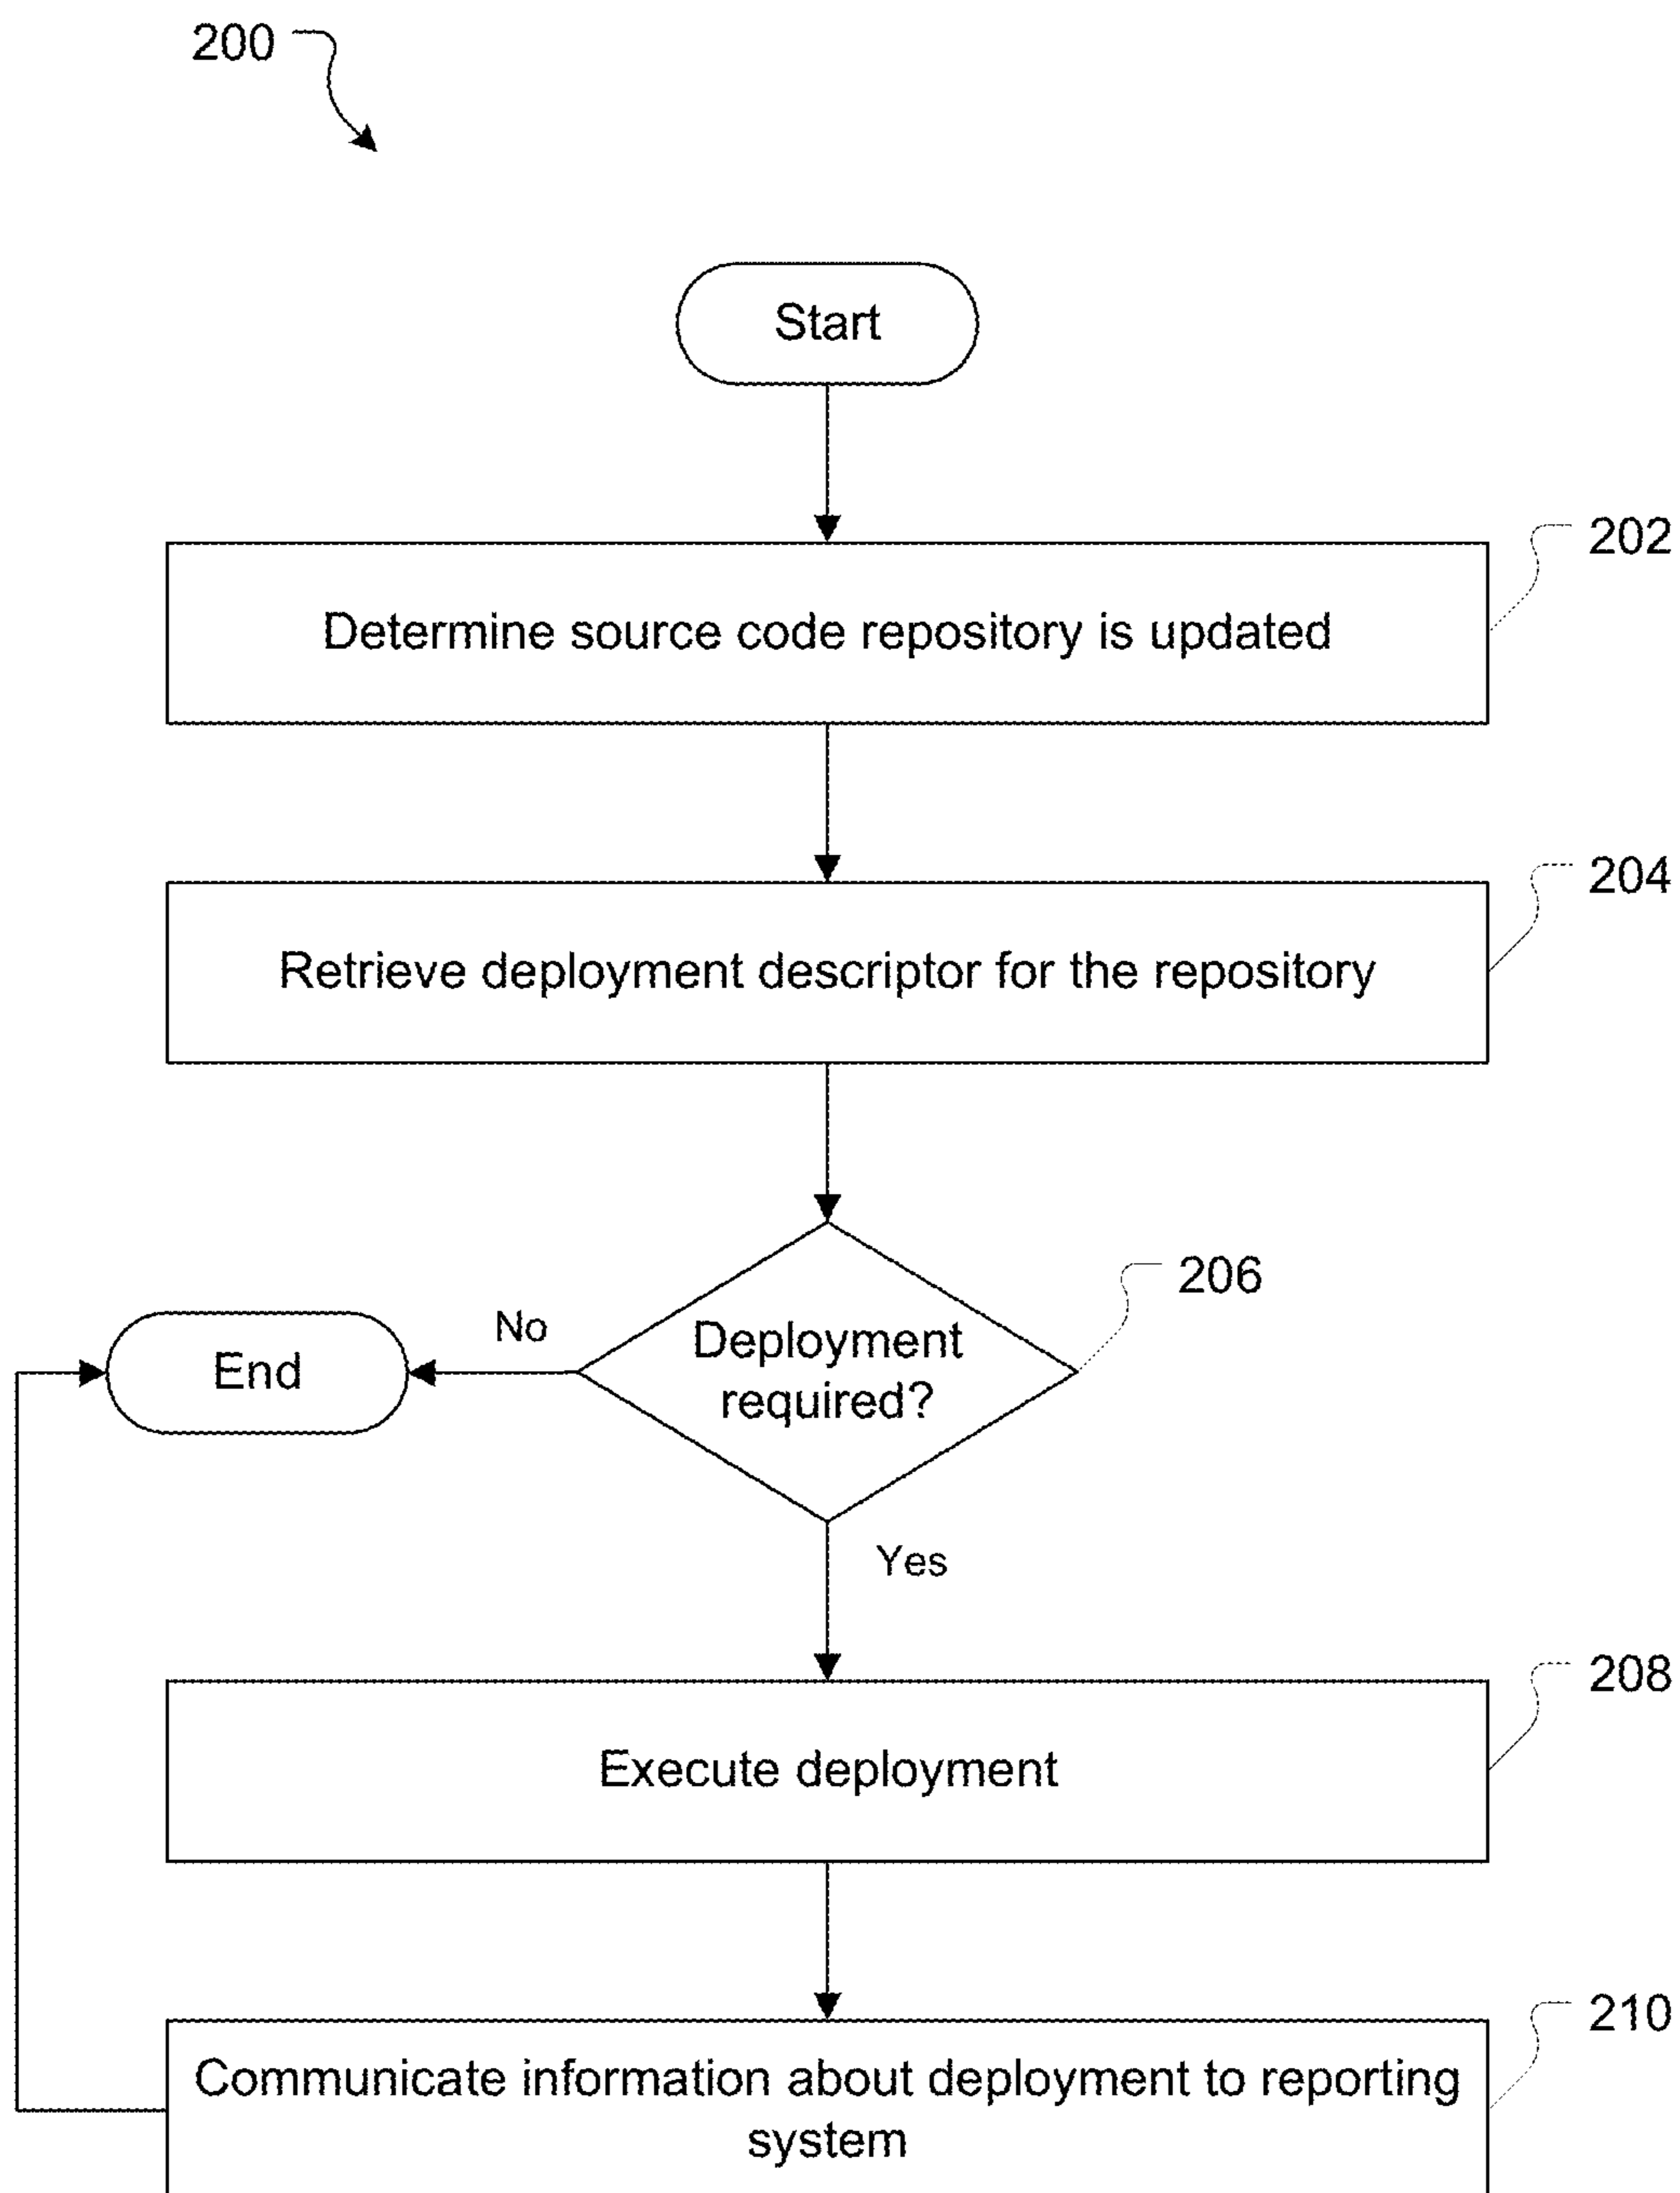 200
Start
202
Determine source code repository is updated
204
Retrieve deployment descriptor for the repository
206
No
Deployment
required?
End
Yes
208
Execute deployment
210
Communicate information about deployment to reporting
system